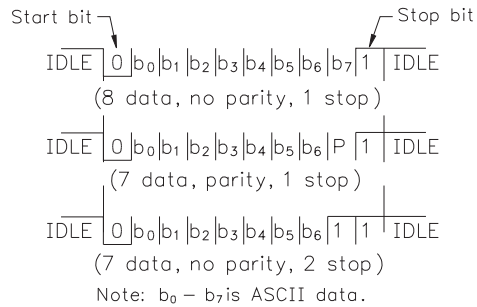 Start bit Stop bit
IDLE 0 b₀ b₁ b₂ b₃ b₄ b₅ b₆ b₇ 1 IDLE
(8 data, no parity, 1 stop)
IDLE 0 b₀ b₁ b₂ b₃ b₄ b₅ b₆ P 1 IDLE
(7 data, parity, 1 stop)
IDLE 0 b₀ b₁ b₂ b₃ b₄ b₅ b₆ 1 1 IDLE
(7 data, no parity, 2 stop)
Note: b₀ – b₇ is ASCII data.